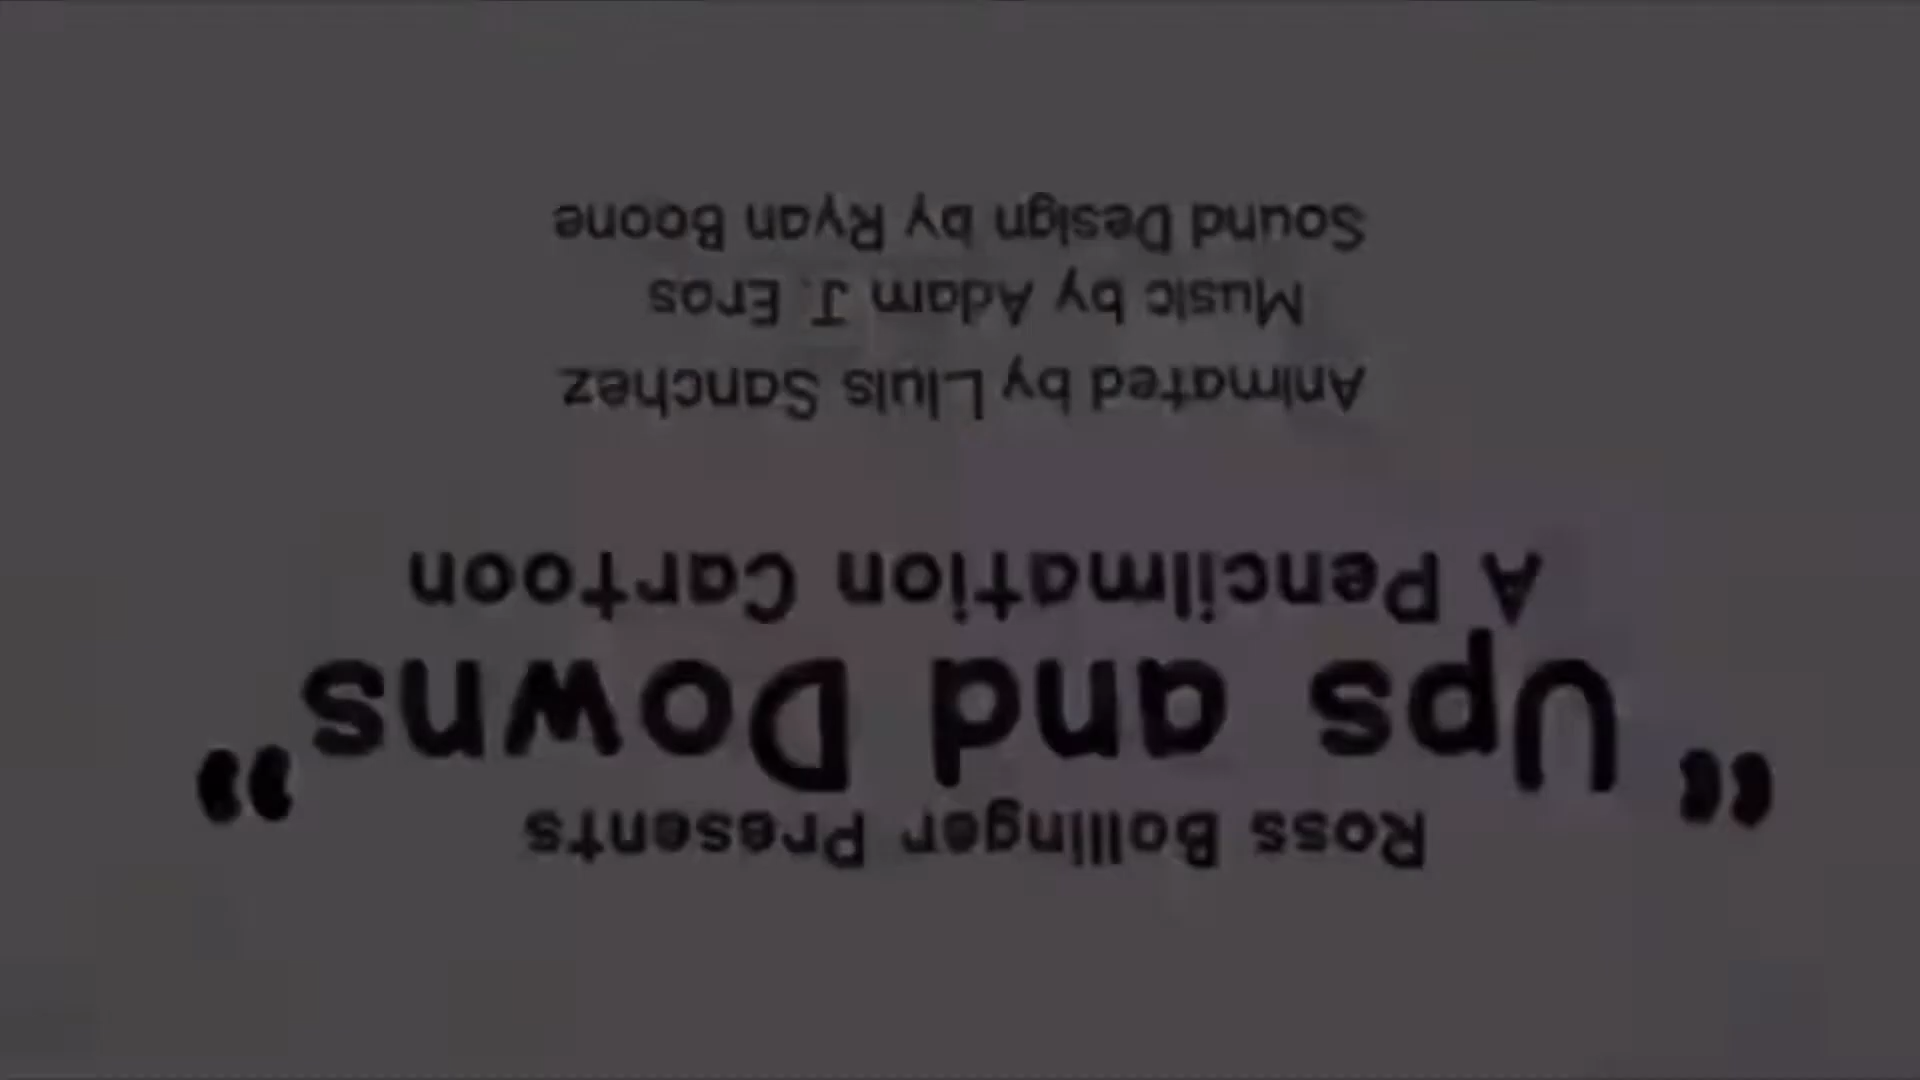 Ross Bollinger Presents
"Ups and Downs"
A Pencilmation Cartoon
Animated by Lluis Sanchez
Music by Adam J. Eros
Sound Design by Ryan Boone